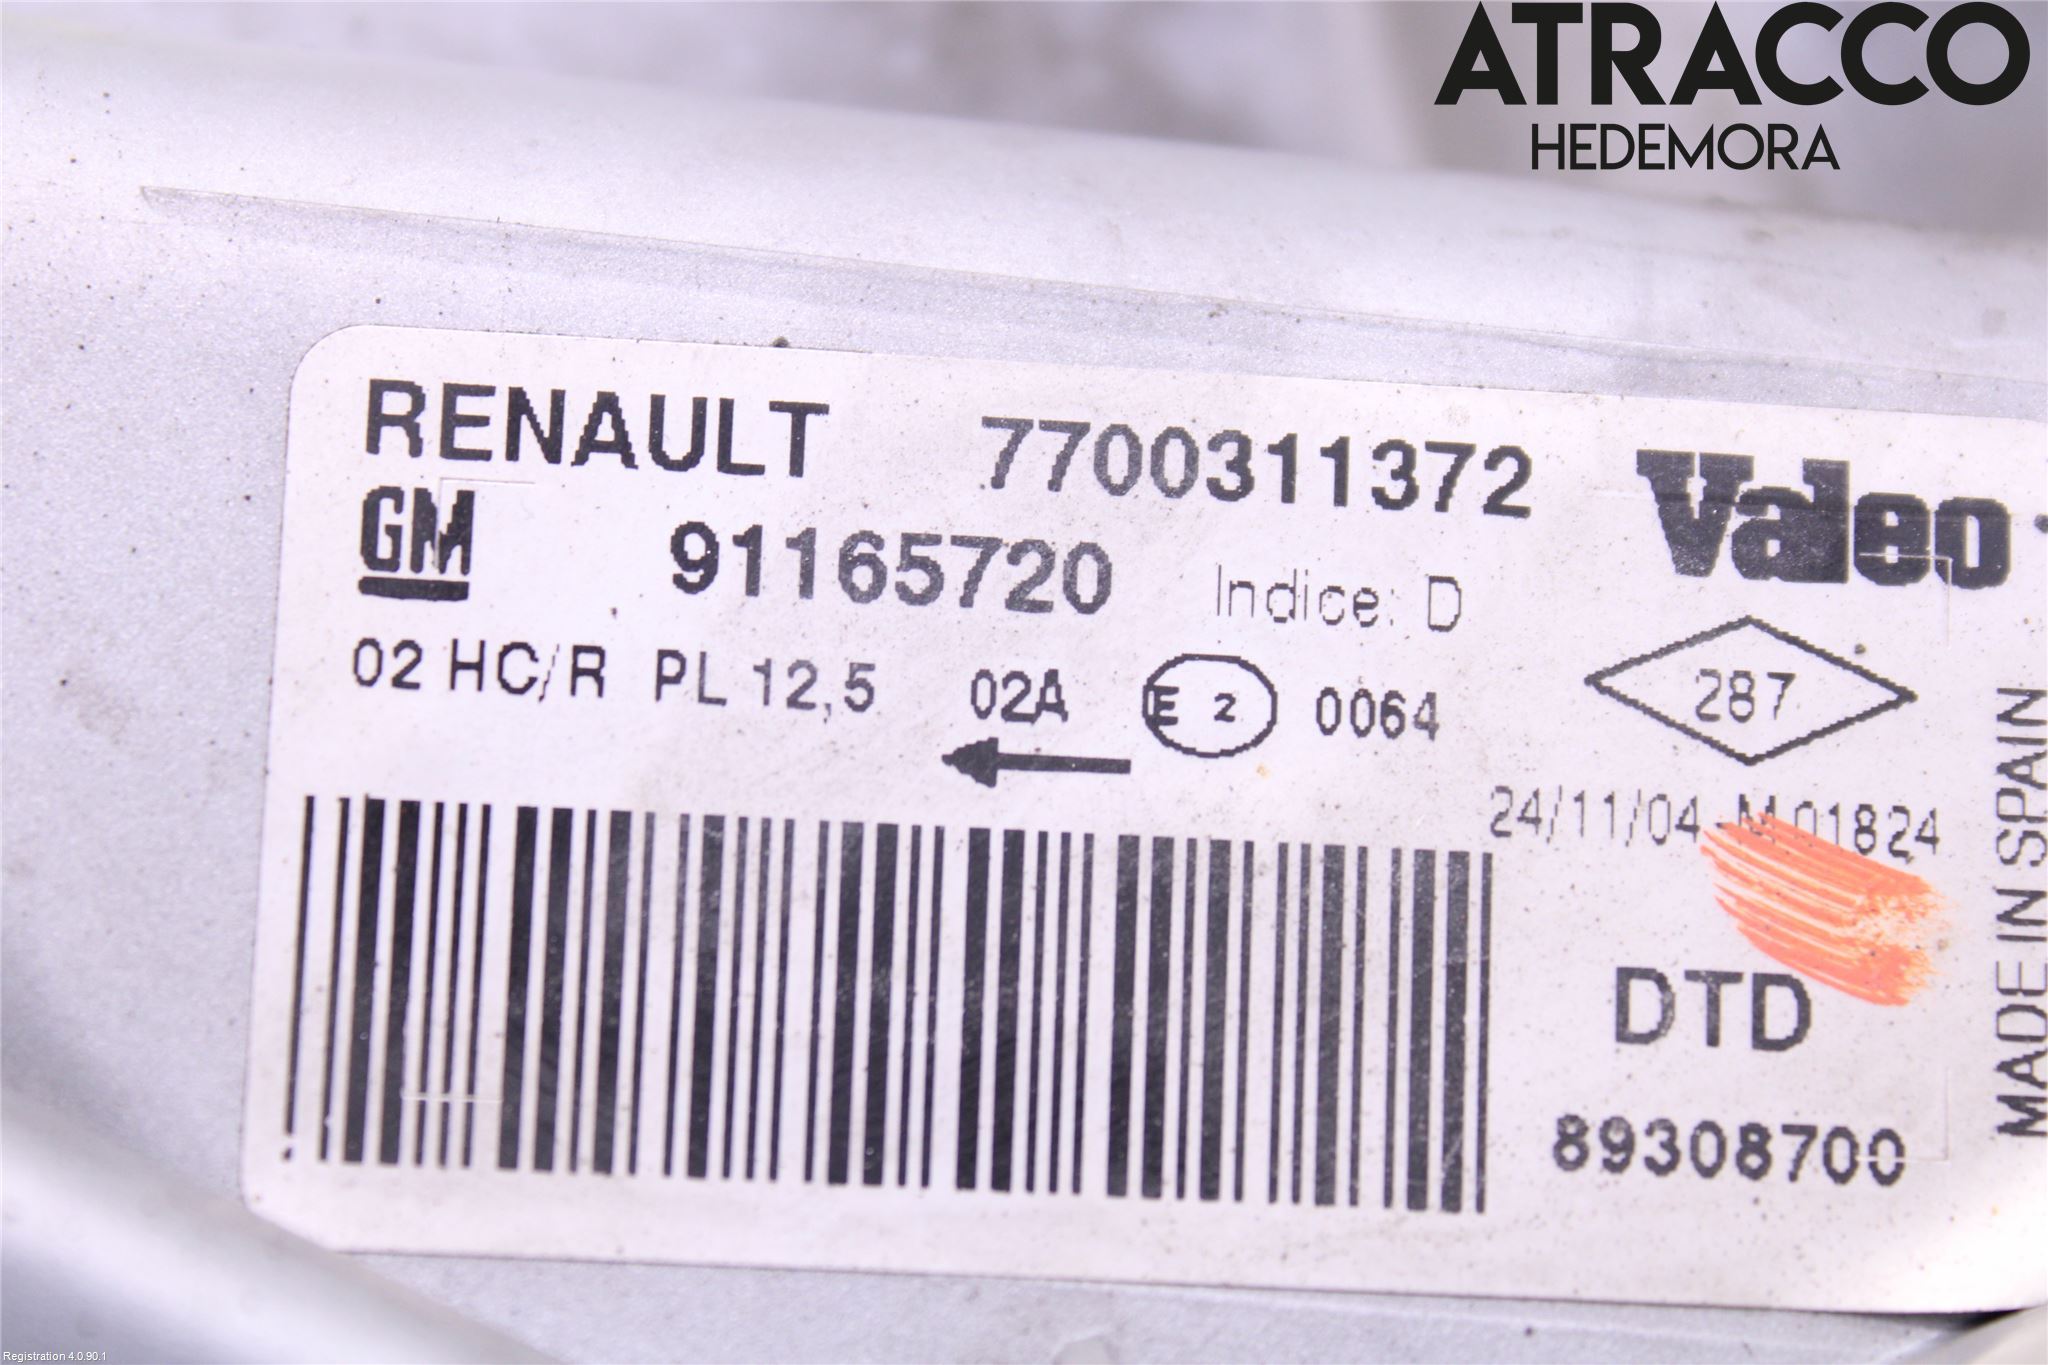 ATRACCO
HEDEMORA
RENAULT 7700311372 Valeo
GM 91165720 Indice: D
02 HC/R PL 12,5 02A E 2 0064
287
24/11/04-M 01824
DTD
89308700
MADE IN SPAIN
Registration 4.0.90.1